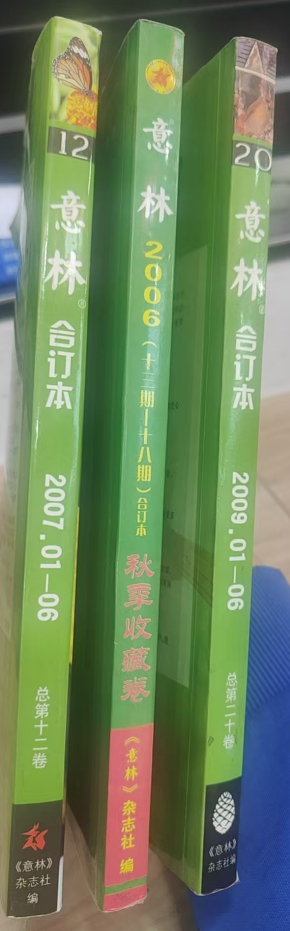 12
意林®
合订本
2007.01—06
总第十二卷
《意林》
杂志社
编
意林
2006（十三期—十八期）合订本
秋季收藏卷
《意林》杂志社 编
20
意林®
合订本
2009.01—06
总第二十卷
《意林》
杂志社
编